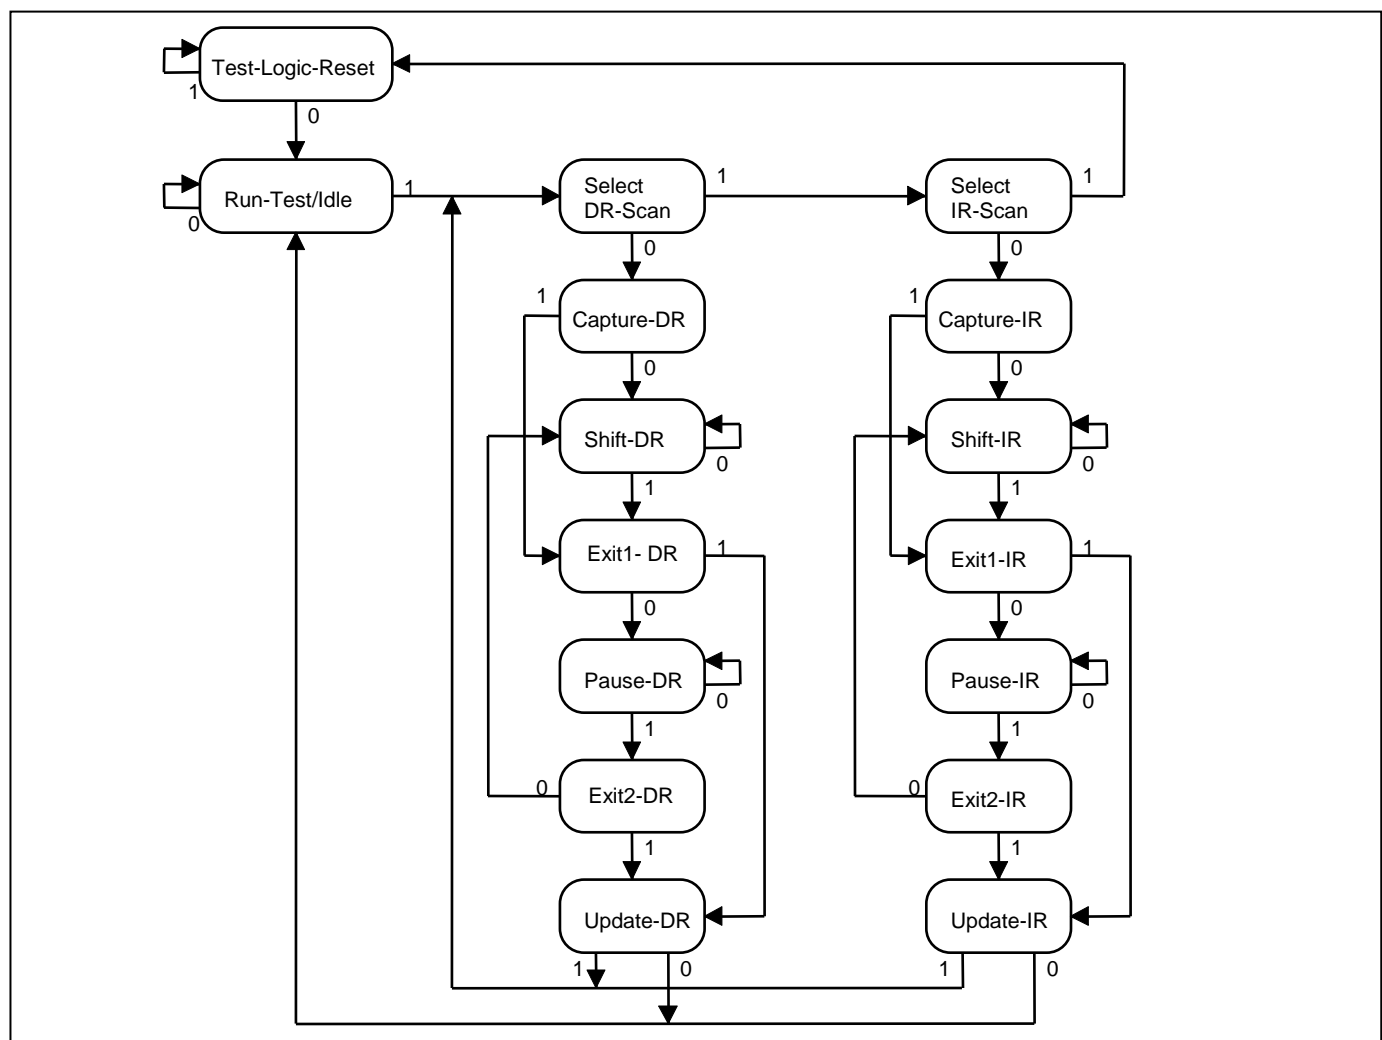 Test-Logic-Reset
1
0
Run-Test/Idle
0
1
Select
DR-Scan
1
Select
IR-Scan
1
0
0
1
Capture-DR
1
Capture-IR
0
0
Shift-DR
0
Shift-IR
0
1
1
Exit1- DR
1
Exit1-IR
1
0
0
Pause-DR
0
Pause-IR
0
1
1
0
Exit2-DR
0
Exit2-IR
1
1
Update-DR
Update-IR
1
0
1
0